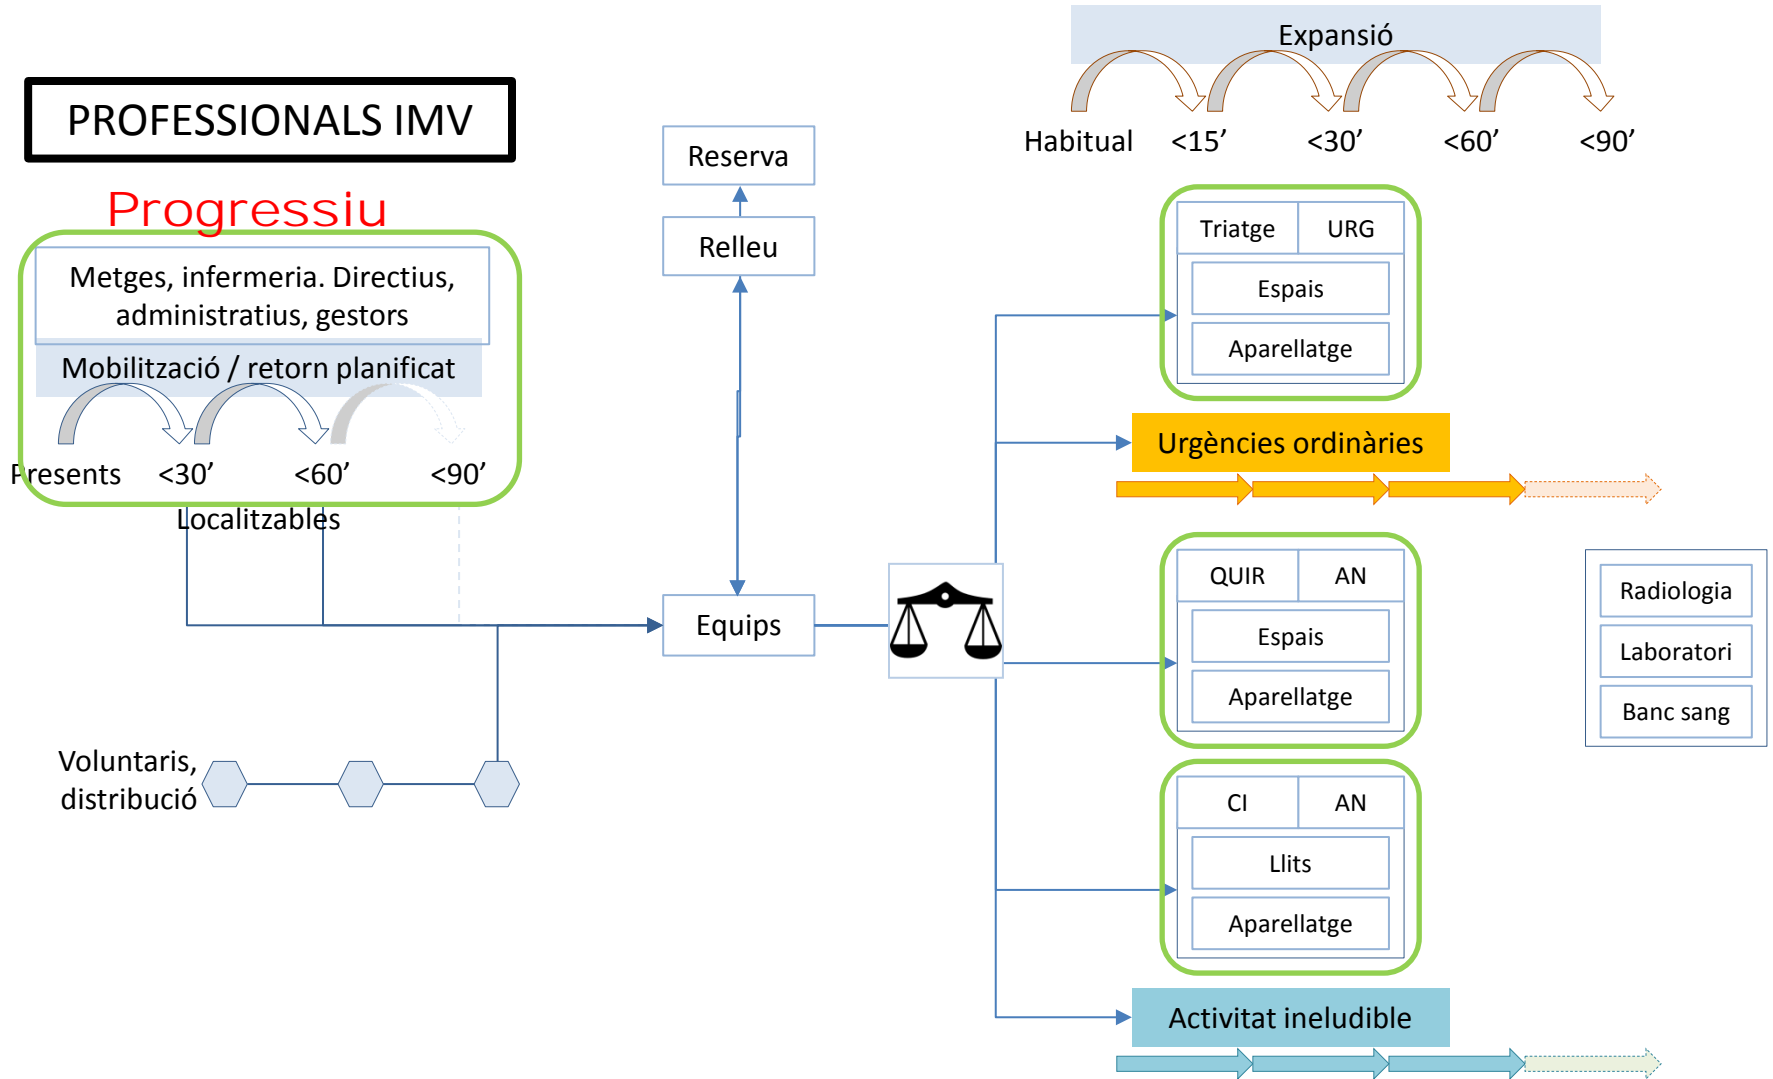 PROFESSIONALS IMV
Progressiu
Metges, infermeria. Directius,
administratius, gestors
Mobilització / retorn planificat
Presents <30’ <60’ <90’
Localitzables
Voluntaris,
distribució
Reserva
Relleu
Equips
Expansió
Habitual <15’ <30’ <60’ <90’
Triatge URG
Espais
Aparellatge
Urgències ordinàries
QUIR AN
Espais
Aparellatge
CI AN
Llits
Aparellatge
Activitat ineludible
Radiologia
Laboratori
Banc sang